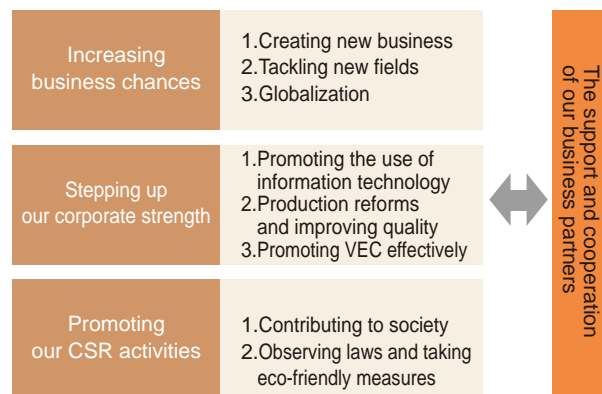 Increasing
business chances
1.Creating new business
2.Tackling new fields
3.Globalization
Stepping up
our corporate strength
1.Promoting the use of
information technology
2.Production reforms
and improving quality
3.Promoting VEC effectively
Promoting
our CSR activities
1.Contributing to society
2.Observing laws and taking
eco-friendly measures
The support and cooperation
of our business partners